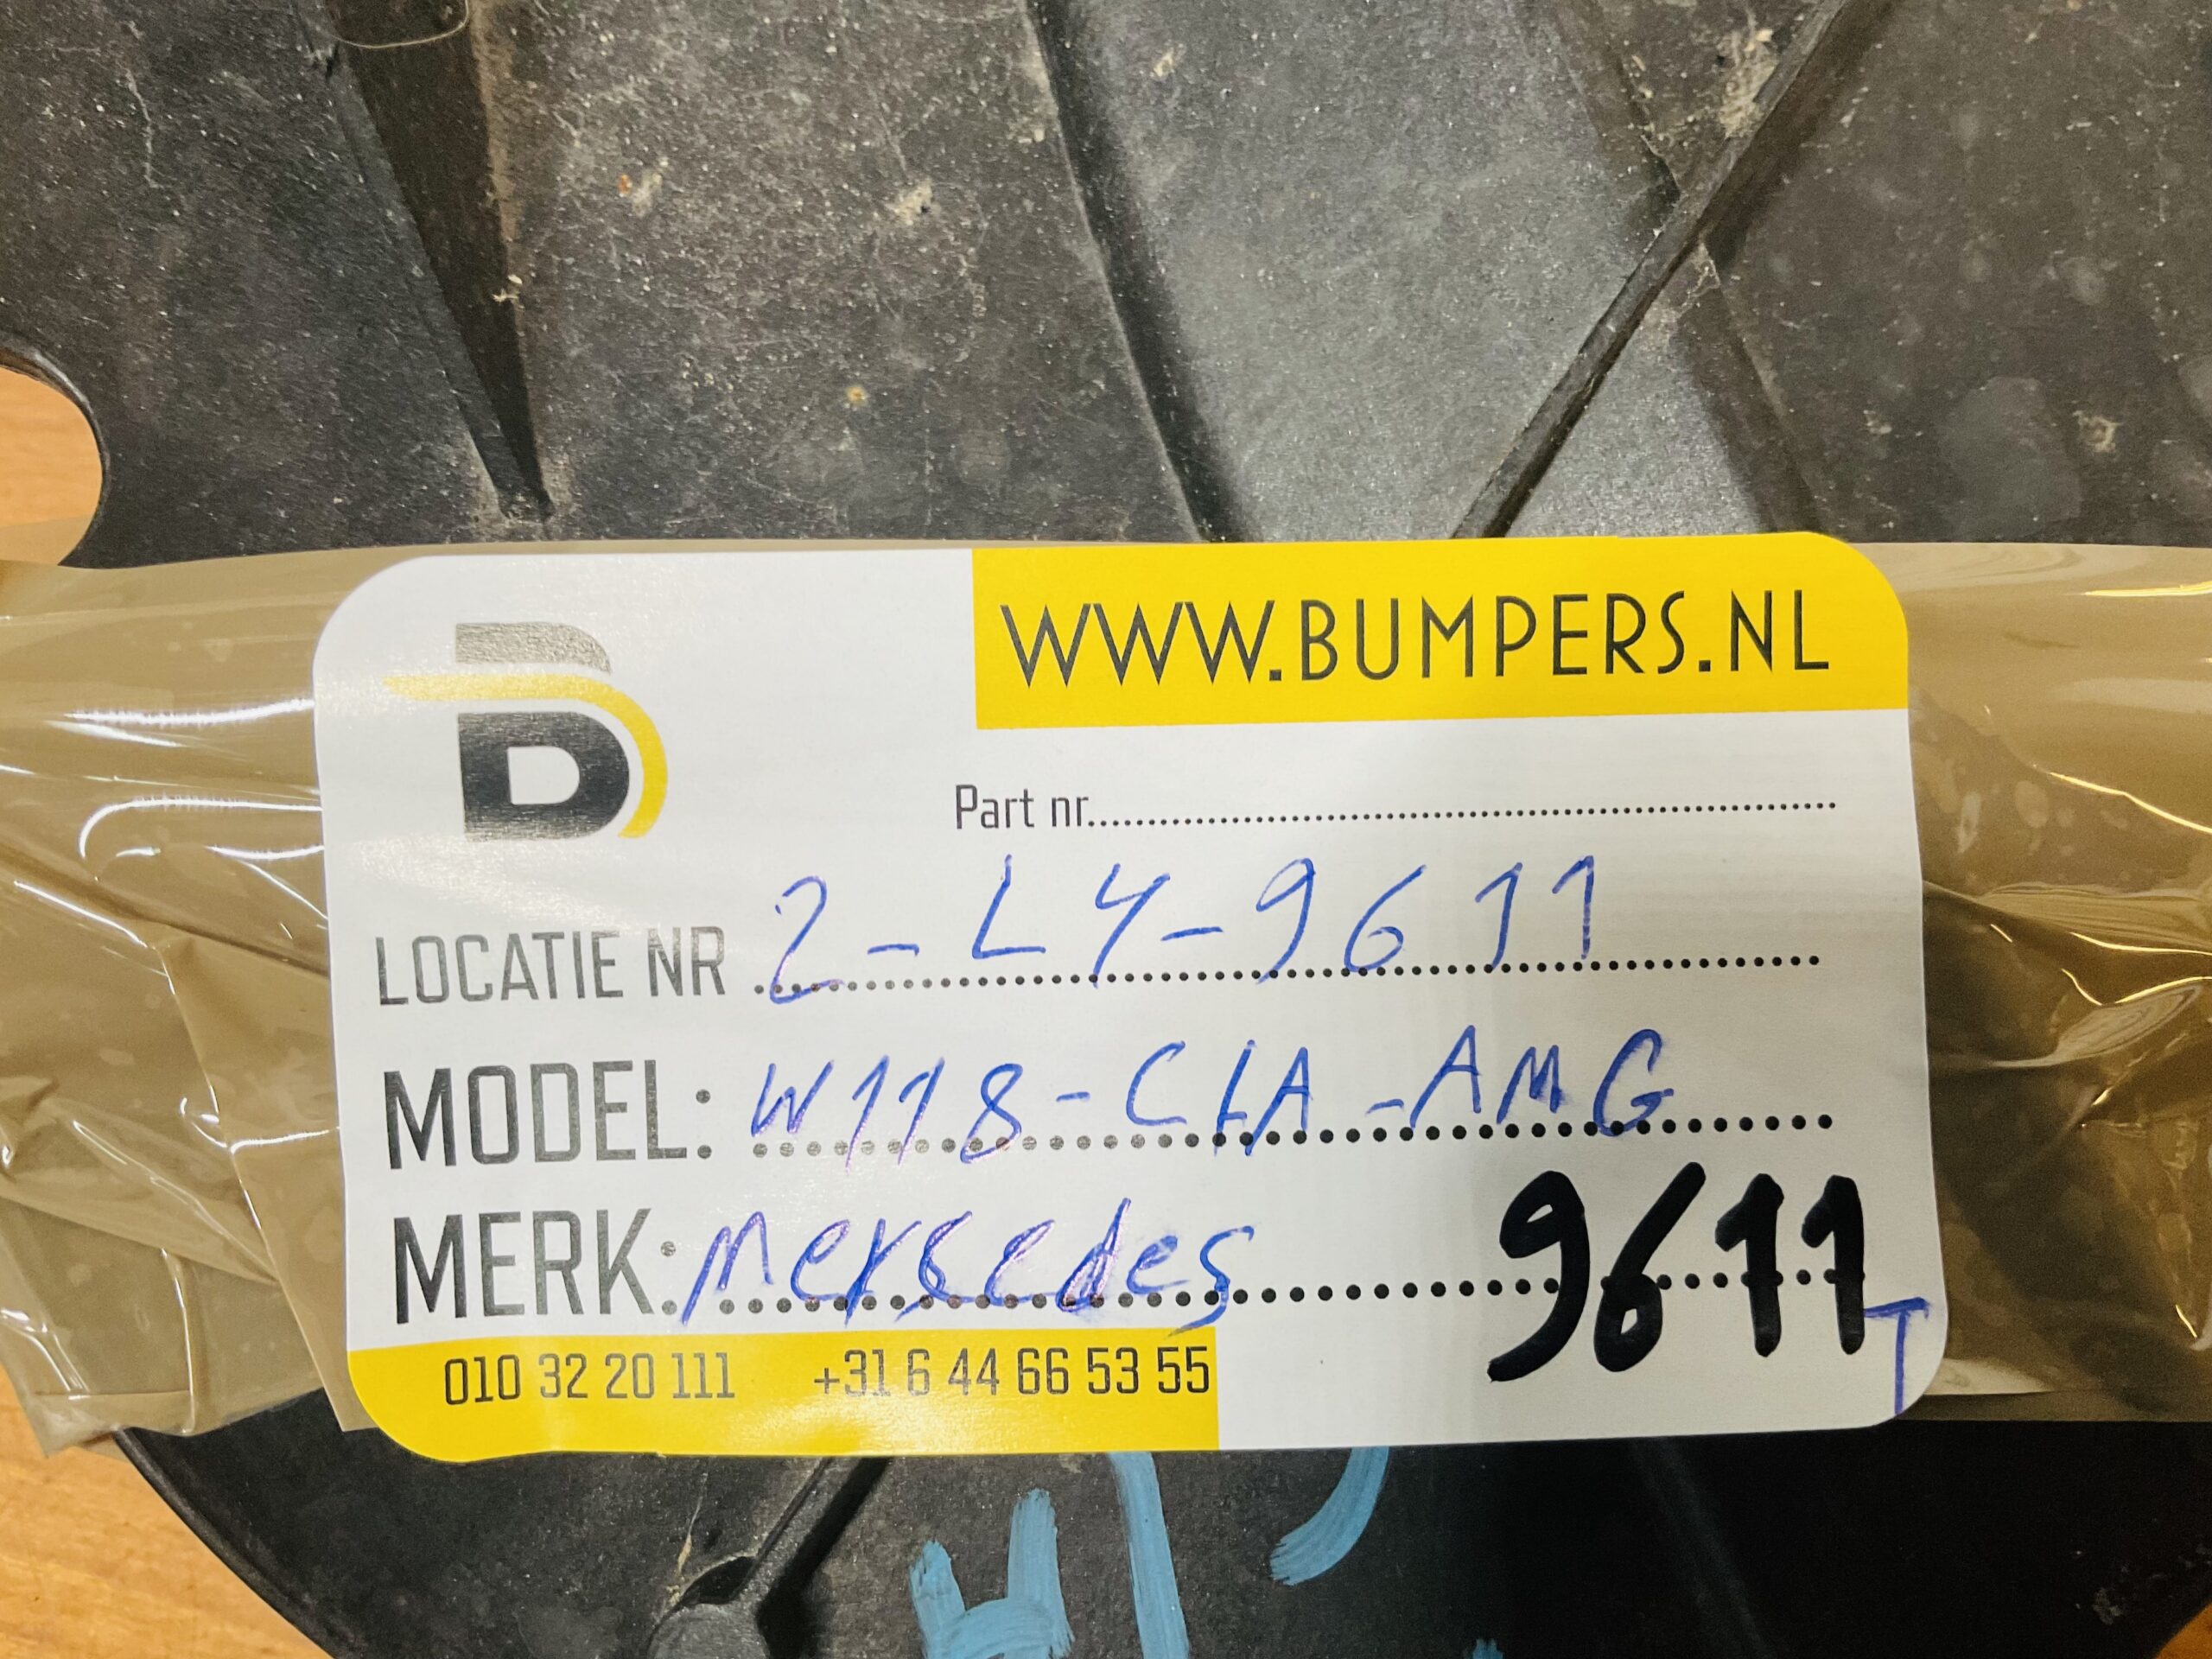 WWW.BUMPERS.NL
Part nr.
LOCATIE NR 2-L4-9611
MODEL: W118-CLA-AMG
MERK: Mersedes
9611
T
010 32 20 111 +31 6 44 66 53 55